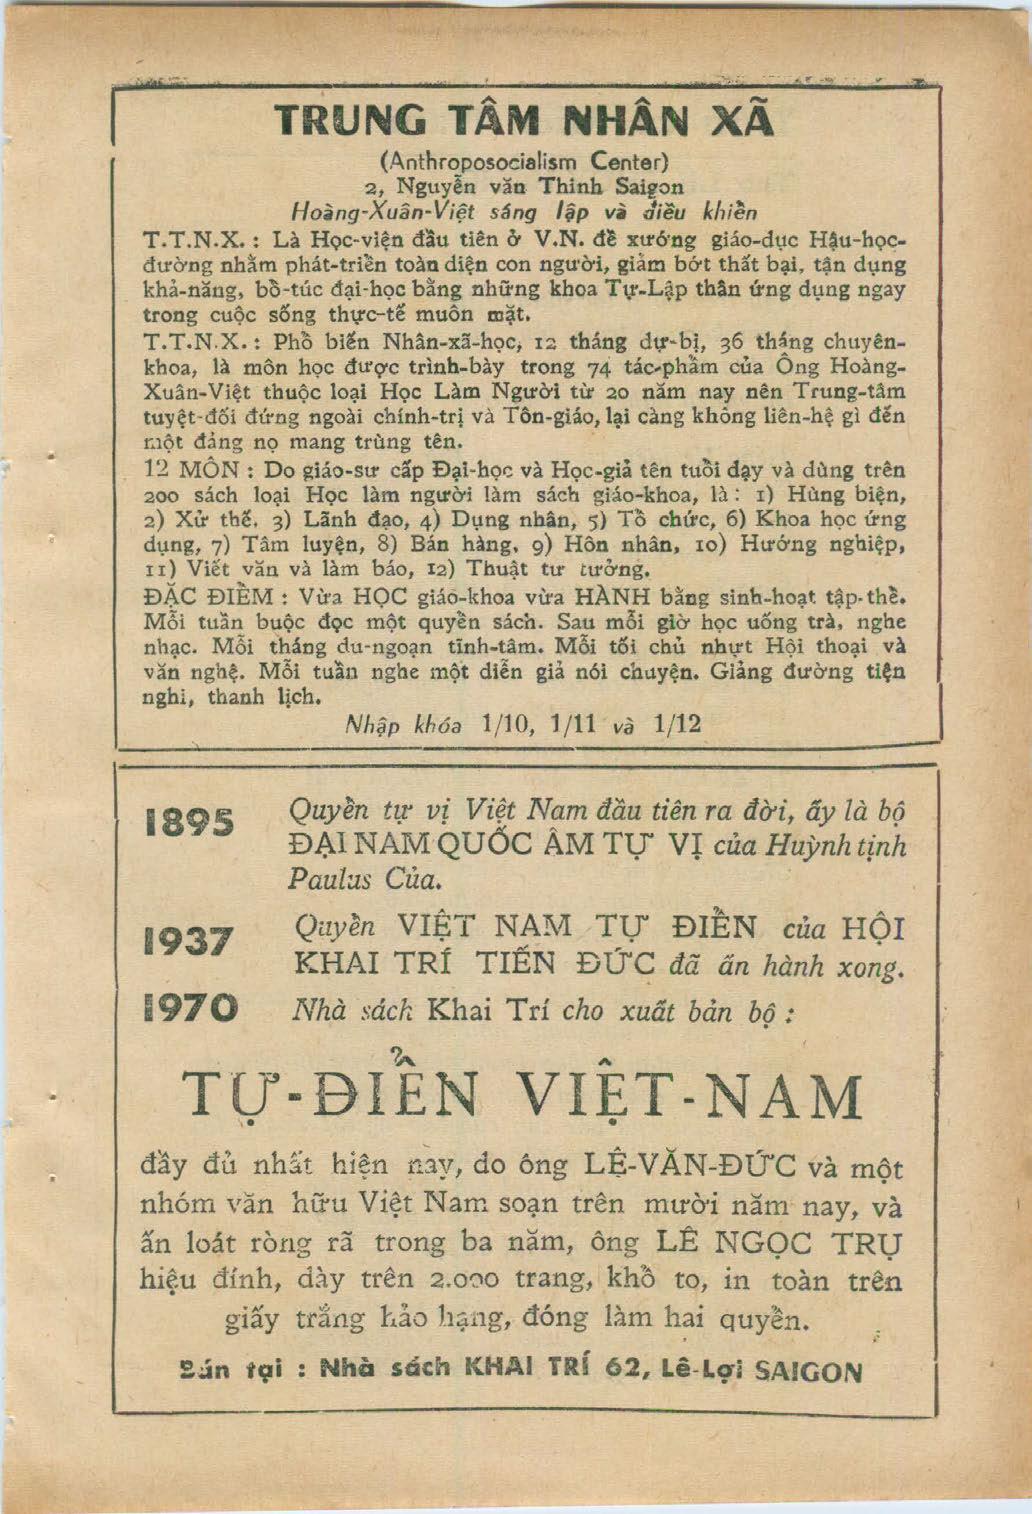 TRUNG TÂM NHÂN XÃ
(Anthroposocialism Center)
2, Nguyễn văn Thinh Saigon
Hoàng-Xuân-Việt sáng lập và điều khiển
T.T.N.X. : Là Học-viện đầu tiên ở V.N. đề xướng giáo-dục Hậu-học-
đường nhằm phát-triển toàn diện con người, giảm bớt thất bại, tận dụng
khả-năng, bổ-túc đại-học bằng những khoa Tự-Lập thân ứng dụng ngay
trong cuộc sống thực-tế muôn mặt.
T.T.N.X. : Phổ biến Nhân-xã-học, 12 tháng dự-bị, 36 tháng chuyên-
khoa, là môn học được trình-bày trong 74 tác-phẩm của Ông Hoàng-
Xuân-Việt thuộc loại Học Làm Người từ 20 năm nay nên Trung-tâm
tuyệt-đối đứng ngoài chính-trị và Tôn-giáo, lại càng không liên-hệ gì đến
một đảng nọ mang trùng tên.
12 MÔN : Do giáo-sư cấp Đại-học và Học-giả tên tuổi dạy và dùng trên
200 sách loại Học làm người làm sách giáo-khoa, là : 1) Hùng biện,
2) Xử thế, 3) Lãnh đạo, 4) Dụng nhân, 5) Tổ chức, 6) Khoa học ứng
dụng, 7) Tâm luyện, 8) Bán hàng, 9) Hôn nhân, 10) Hướng nghiệp,
11) Viết văn và làm báo, 12) Thuật tư tưởng.
ĐẶC ĐIỂM : Vừa HỌC giáo-khoa vừa HÀNH bằng sinh-hoạt tập-thể.
Mỗi tuần buộc đọc một quyển sách. Sau mỗi giờ học uống trà, nghe
nhạc. Mỗi tháng du-ngoạn tĩnh-tâm. Mỗi tối chủ nhựt Hội thoại và
văn nghệ. Mỗi tuần nghe một diễn giả nói chuyện. Giảng đường tiện
nghi, thanh lịch.
Nhập khóa 1/10, 1/11 và 1/12
1895 Quyển tự vị Việt Nam đầu tiên ra đời, ấy là bộ
ĐẠI NAM QUỐC ÂM TỰ VỊ của Huỳnh tịnh
Paulus Của.
1937 Quyển VIỆT NAM TỰ ĐIỂN của HỘI
KHAI TRÍ TIẾN ĐỨC đã ấn hành xong.
1970 Nhà sách Khai Trí cho xuất bản bộ :
TỰ-ĐIỂN VIỆT-NAM
đầy đủ nhất hiện nay, do ông LÊ-VĂN-ĐỨC và một
nhóm văn hữu Việt Nam soạn trên mười năm nay, và
ấn loát ròng rã trong ba năm, ông LÊ NGỌC TRỤ
hiệu đính, dày trên 2.000 trang, khổ to, in toàn trên
giấy trắng hảo hạng, đóng làm hai quyển.
Bán tại : Nhà sách KHAI TRÍ 62, Lê-Lợi SAIGON